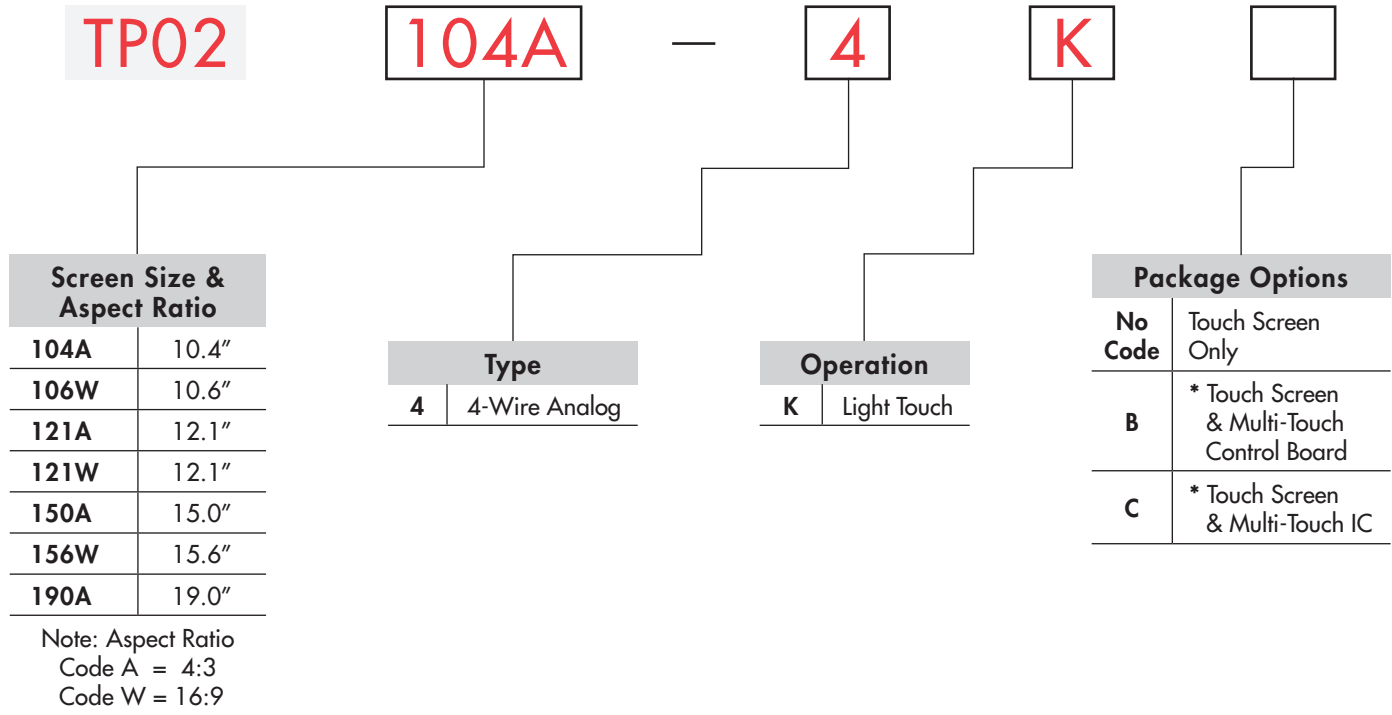 TP02 104A — 4 K
Screen Size &
Aspect Ratio
104A 10.4″
106W 10.6″
121A 12.1″
121W 12.1″
150A 15.0″
156W 15.6″
190A 19.0″
Note: Aspect Ratio
Code A = 4:3
Code W = 16:9
Type
4 4-Wire Analog
Operation
K Light Touch
Package Options
No Touch Screen
Code Only
* Touch Screen
B & Multi-Touch
Control Board
C * Touch Screen
& Multi-Touch IC